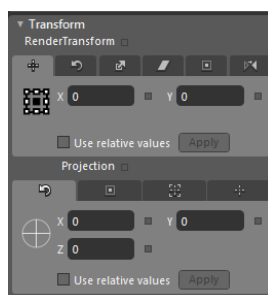 Transform
RenderTransform
X 0 Y 0
Use relative values Apply
Projection
X 0 Y 0
Z 0
Use relative values Apply